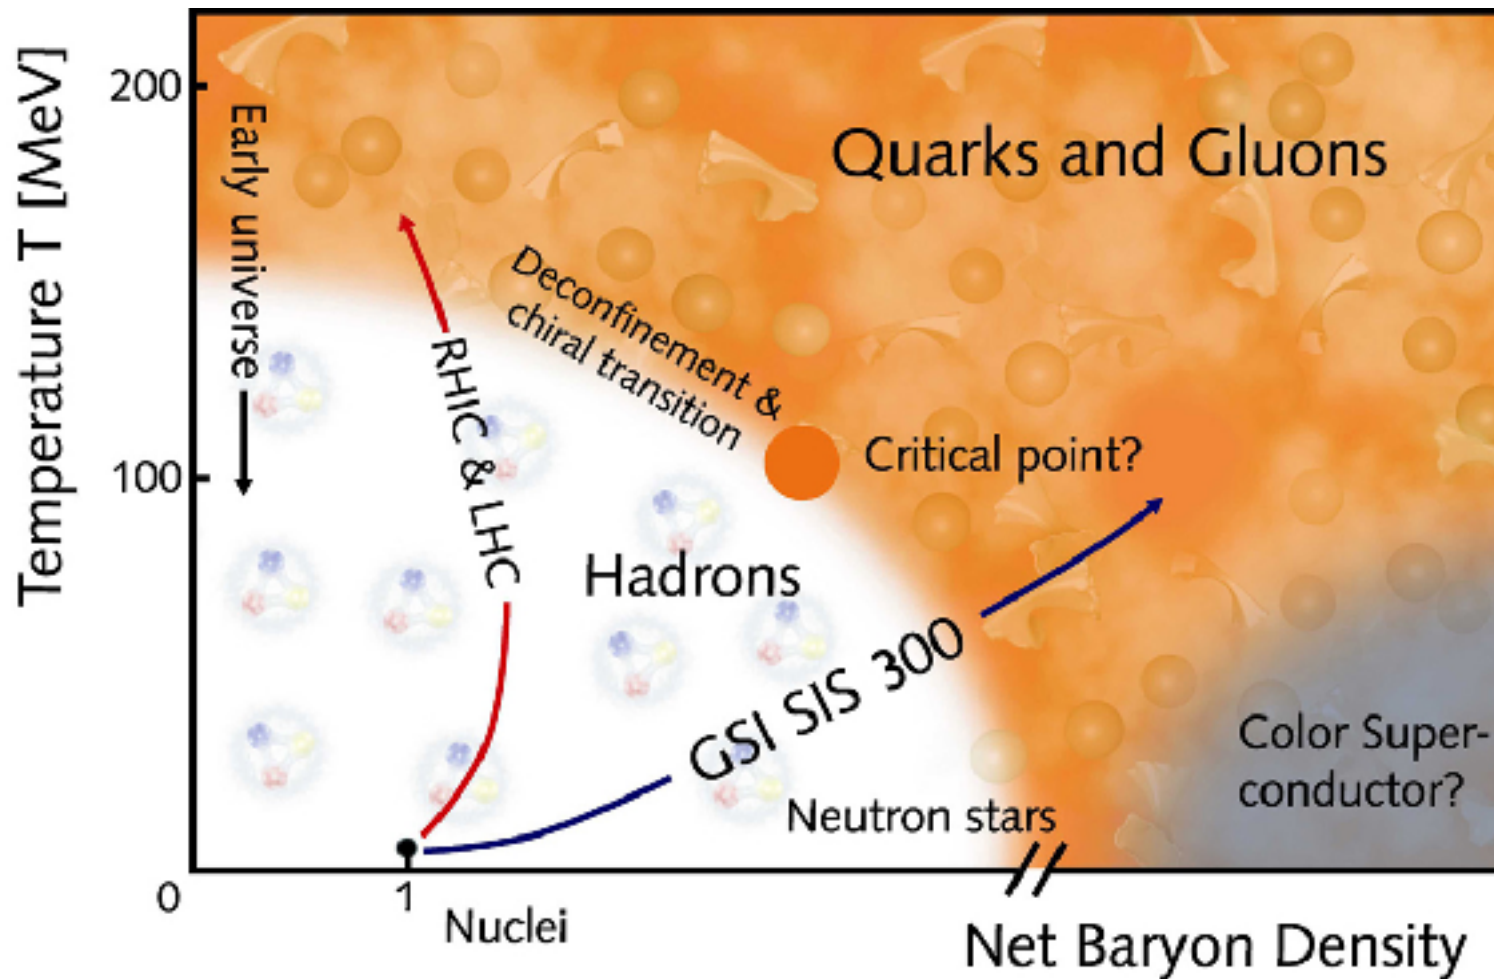 Temperature T [MeV]
200
100
0
Early universe
Quarks and Gluons
Deconfinement &
chiral transition
RHIC & LHC
Critical point?
Hadrons
GSI SIS 300
Color Super-
conductor?
Neutron stars
1
Nuclei
Net Baryon Density